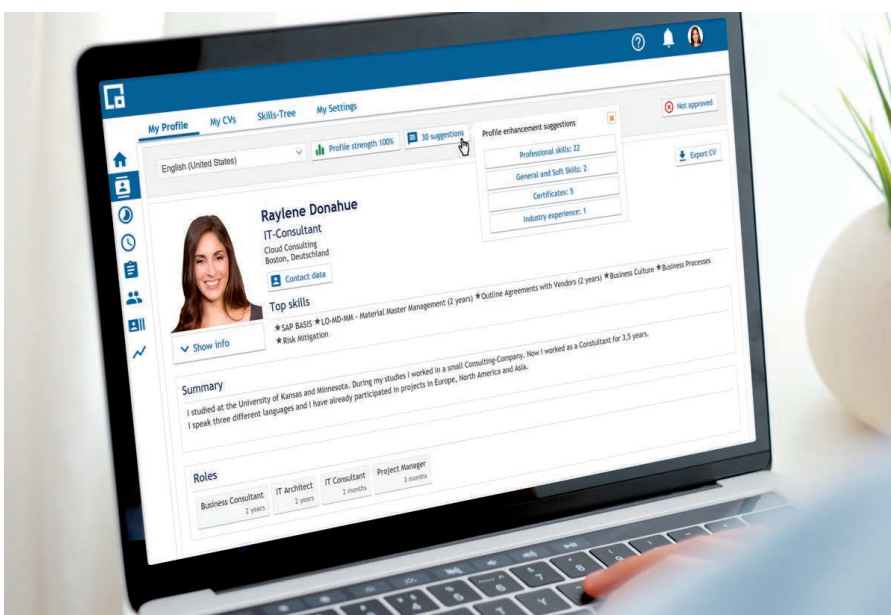 My Profile
My CVs
Skills-Tree
My Settings
English (United States)
Profile strength 100%
30 suggestions
Profile enhancement suggestions
Professional skills: 22
General and Soft Skills: 2
Certificates: 5
Industry experience: 1
Not approved
Export CV
Raylene Donahue
IT-Consultant
Cloud Consulting
Boston, Deutschland
Contact data
Show info
Top skills
★SAP BASIS ★LO-MD-MM - Material Master Management (2 years) ★Outline Agreements with Vendors (2 years) ★Business Culture ★Business Processes
★Risk Mitigation
Summary
I studied at the University of Kansas and Minnesota. During my studies I worked in a small Consulting-Company. Now I worked as a Constultant for 3,5 years.
I speak three different languages and I have already participated in projects in Europe, North America and Asia.
Roles
Business Consultant
2 years
IT Architect
2 years
IT Consultant
2 months
Project Manager
3 months